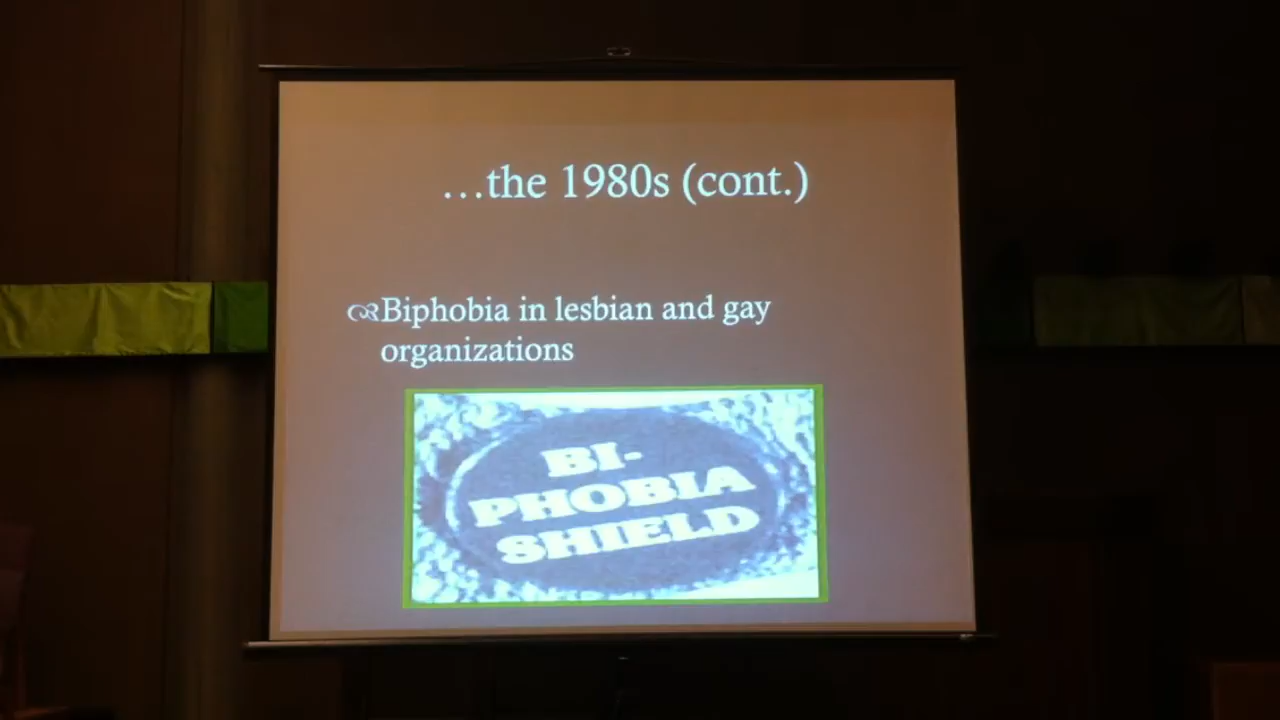 …the 1980s (cont.)
Biphobia in lesbian and gay
organizations
BI-
PHOBIA
SHIELD